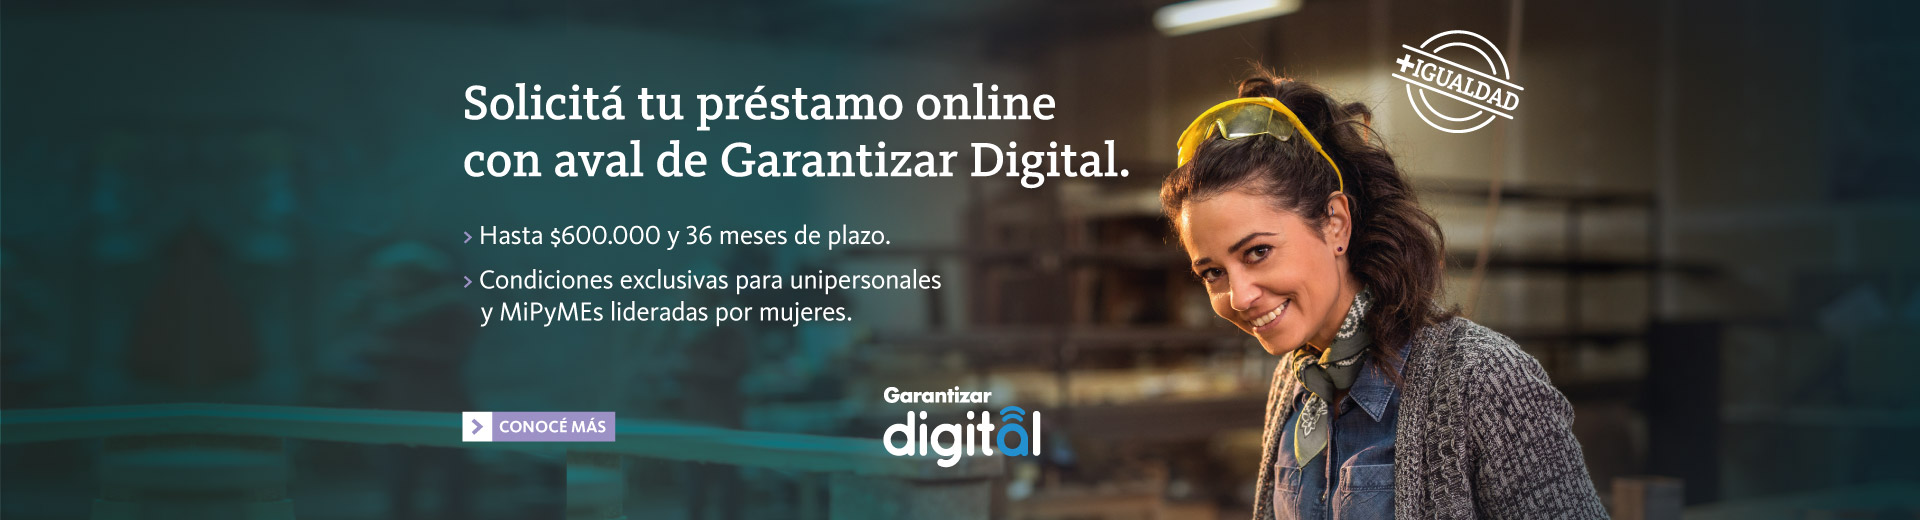 +IGUALDAD
Solicitá tu préstamo online
con aval de Garantizar Digital.
> Hasta $600.000 y 36 meses de plazo.
> Condiciones exclusivas para unipersonales
y MiPyMEs lideradas por mujeres.
> CONOCÉ MÁS
Garantizar
digital